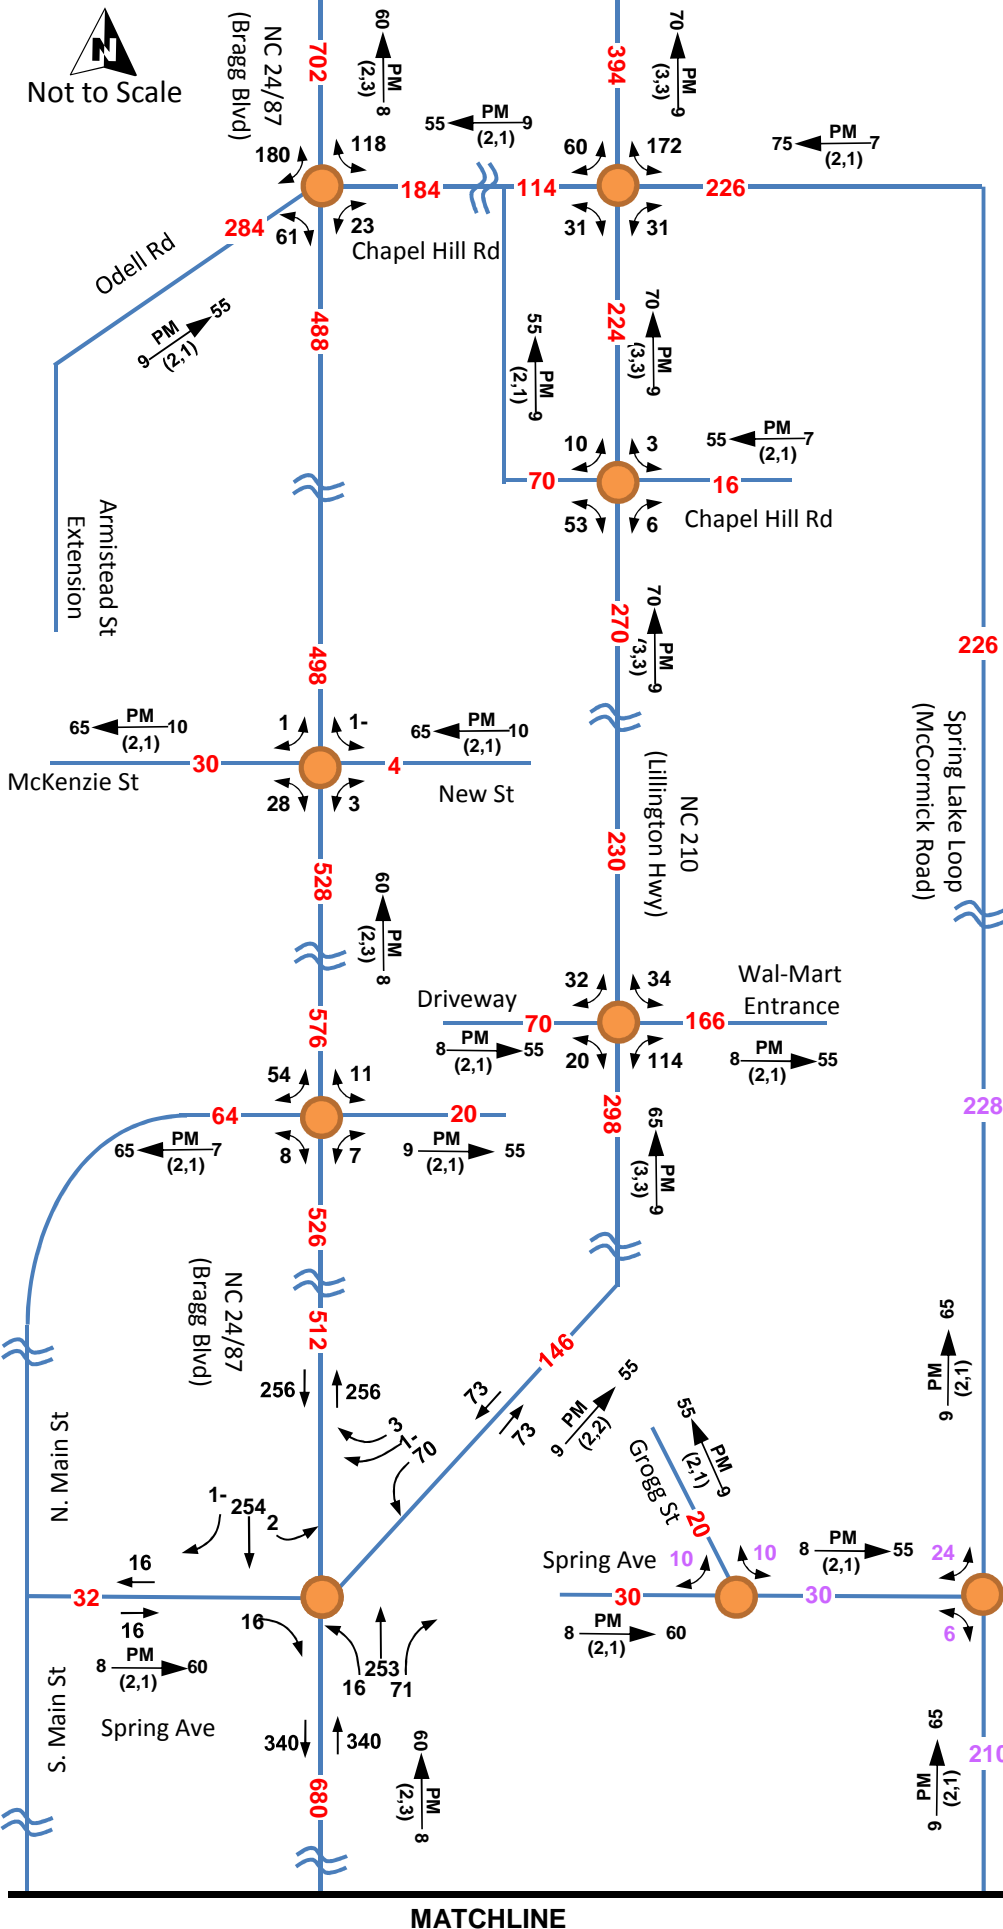 N
Not to Scale
NC 24/87
(Bragg Blvd)
702
60
PM
(2,3)
8
394
70
PM
(3,3)
9
55 PM 9
(2,1)
75 PM 7
(2,1)
180
118
60
172
184
114
226
284
61
23
31
31
Chapel Hill Rd
Odell Rd
9 PM 55
(2,1)
488
224
70
PM
(3,3)
9
55
PM
(2,1)
9
10
3
55 PM 7
(2,1)
70
16
53
6
Chapel Hill Rd
Armistead St
Extension
270
70
PM
(3,3)
9
498
226
65 PM 10
(2,1)
1
1-
65 PM 10
(2,1)
30
4
McKenzie St
28
3
New St
NC 210
(Lillington Hwy)
Spring Lake Loop
(McCormick Road)
528
230
60
PM
(2,3)
8
576
Driveway
32
34
Wal-Mart
Entrance
70
166
8 PM 55
(2,1)
20
114
8 PM 55
(2,1)
54
11
298
228
64
20
65 PM 7
(2,1)
8
7
9 PM 55
(2,1)
65
PM
(3,3)
9
526
NC 24/87
(Bragg Blvd)
512
146
65
PM
(2,1)
9
256
256
73
73
9 PM 55
(2,2)
3
1-
70
N. Main St
1-
254
2
55
PM
(2,1)
9
Grogg St
20
16
32
16
Spring Ave
10
10
8 PM 55
(2,1)
24
30
30
6
8 PM 60
(2,1)
16
16
253
71
8 PM 60
(2,1)
S. Main St
Spring Ave
340
340
680
60
PM
(2,3)
8
65
PM
(2,1)
9
210
MATCHLINE